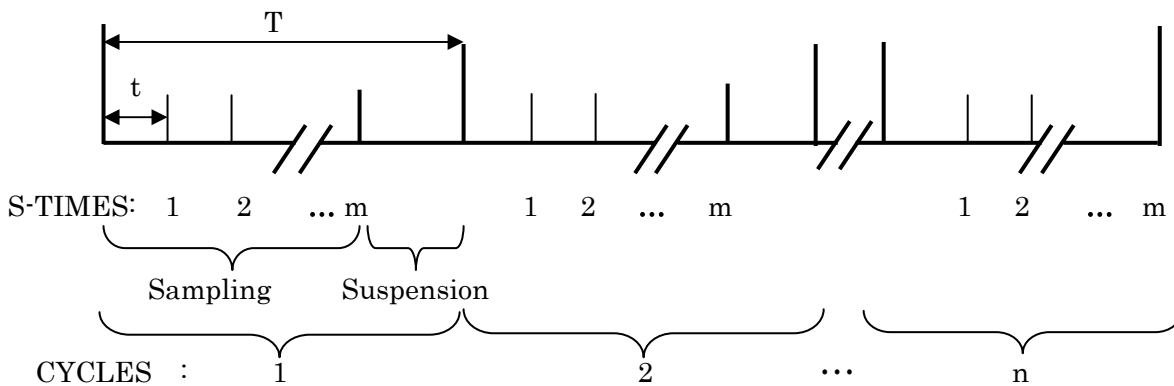 T
t
S-TIMES: 1 2 ... m 1 2 ... m 1 2 ... m
Sampling Suspension
CYCLES : 1 2 ... n